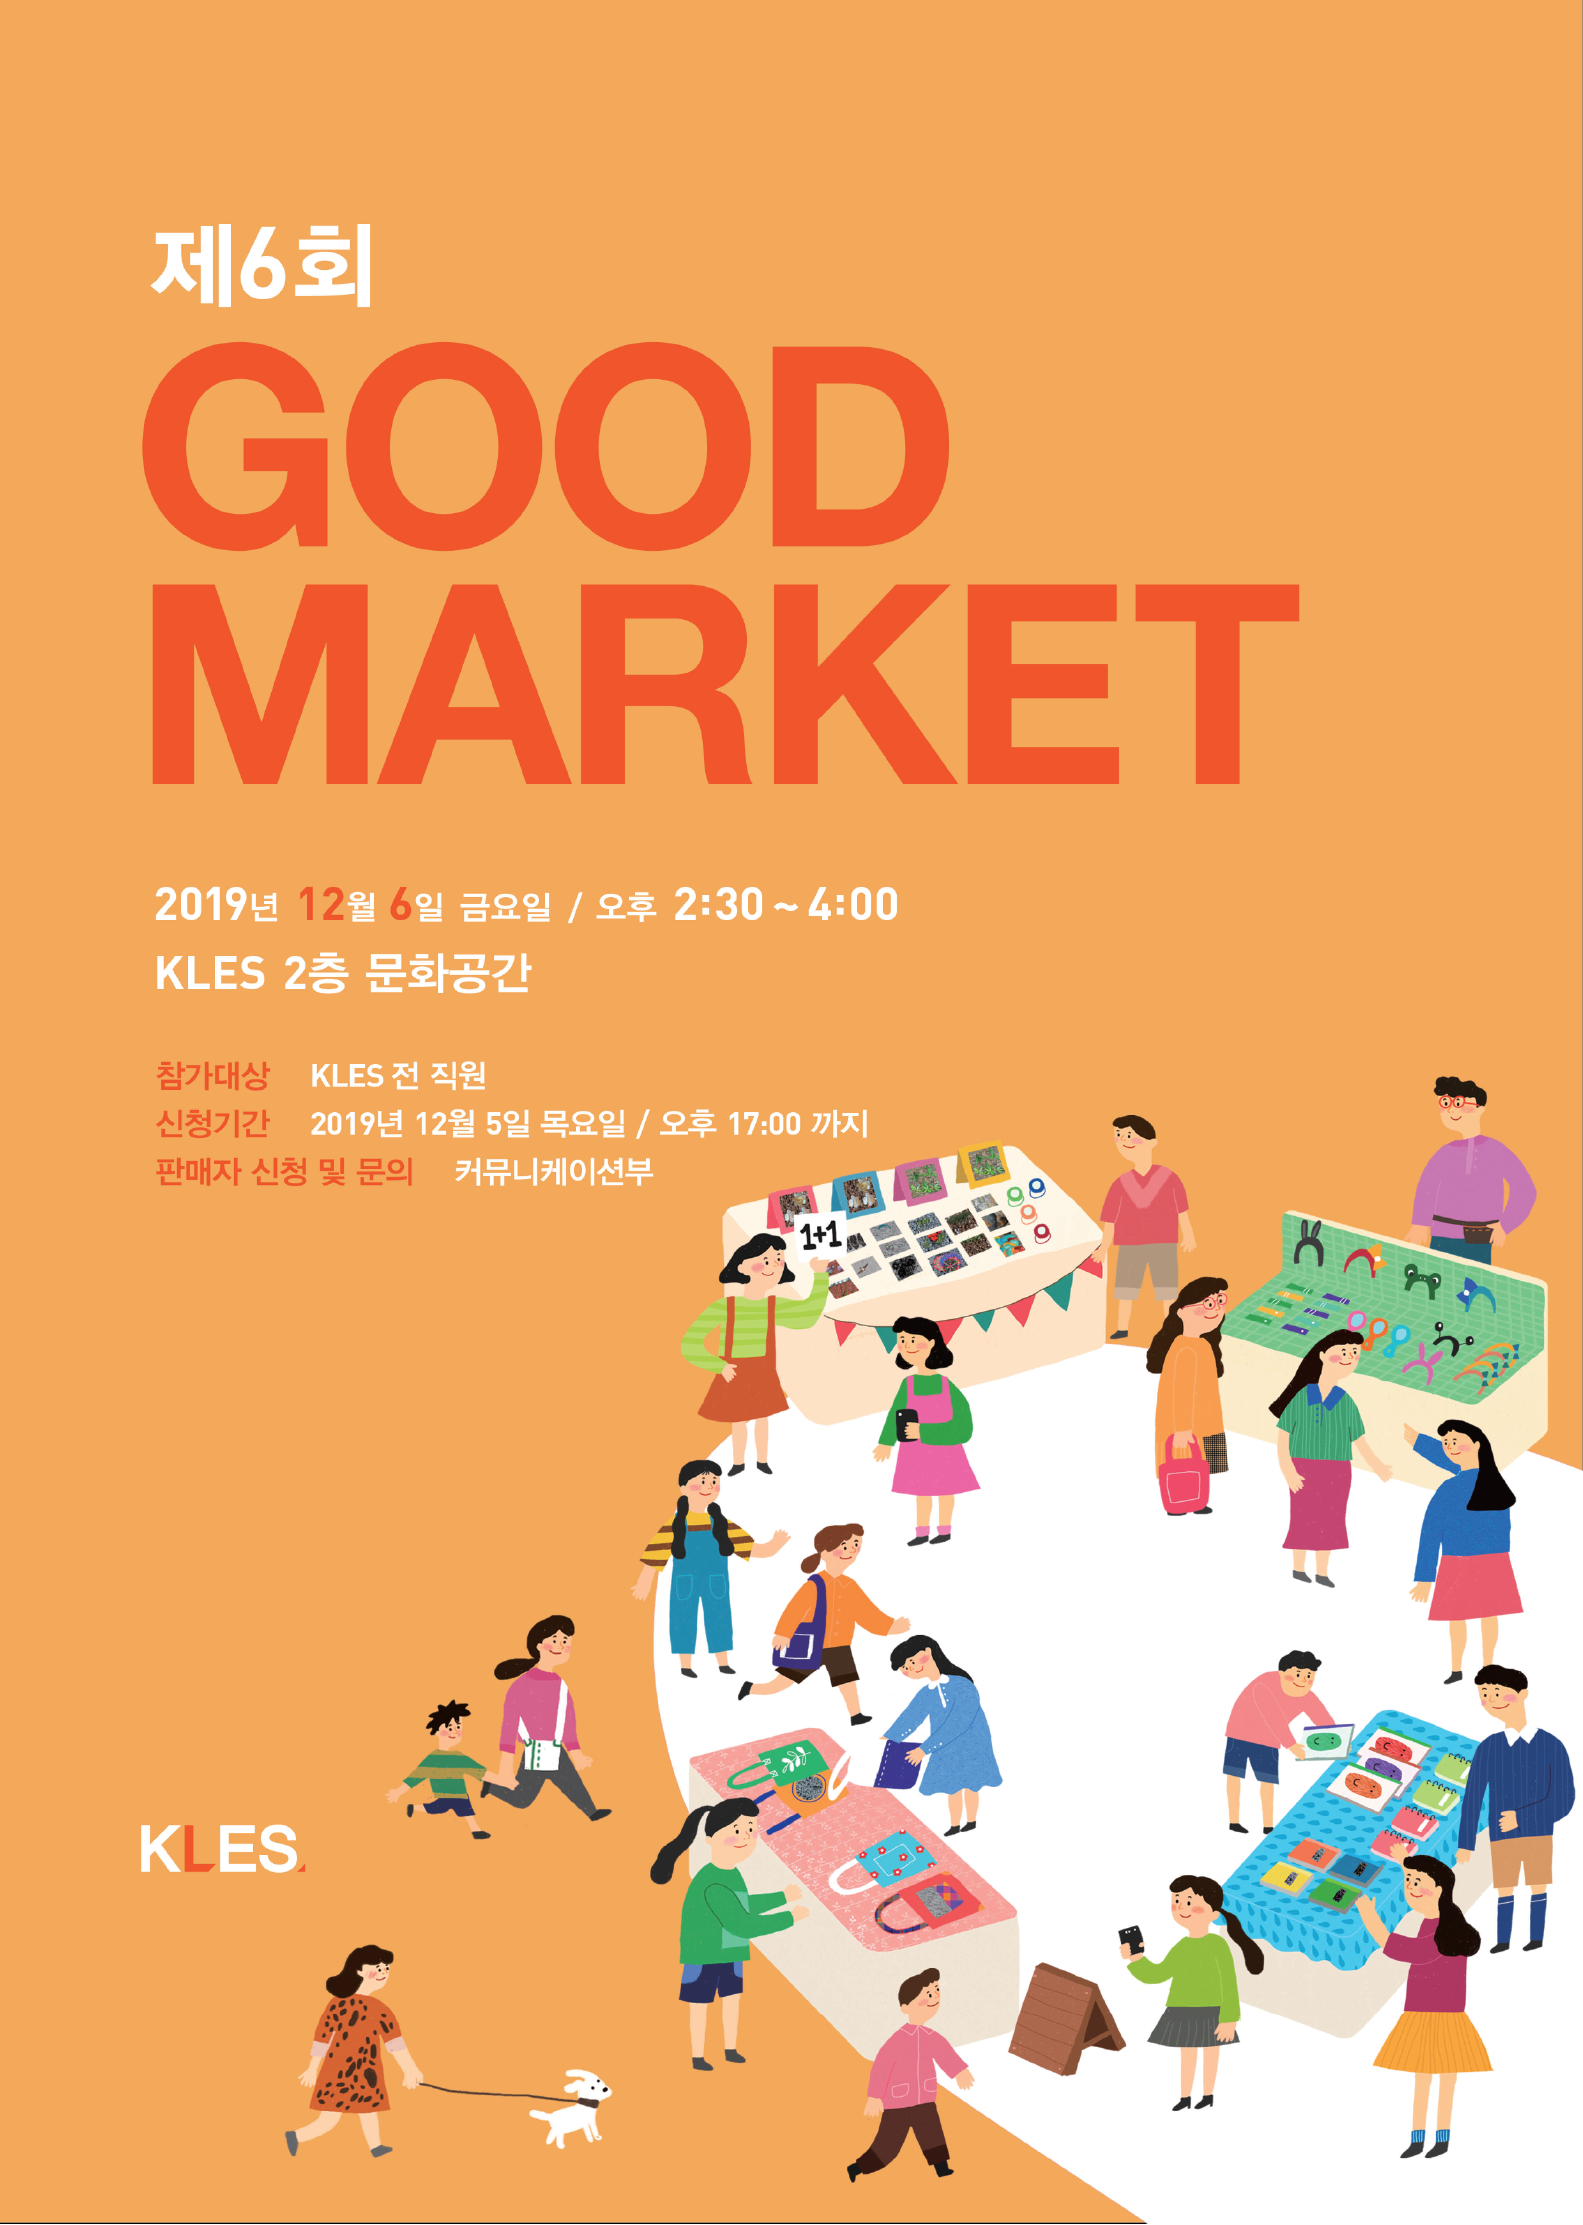 제6회
GOOD
MARKET
2019년 12월 6일 금요일 / 오후 2:30 ~ 4:00
KLES 2층 문화공간
참가대상 KLES 전 직원
신청기간 2019년 12월 5일 목요일 / 오후 17:00 까지
판매자 신청 및 문의 커뮤니케이션부
1+1
KLES